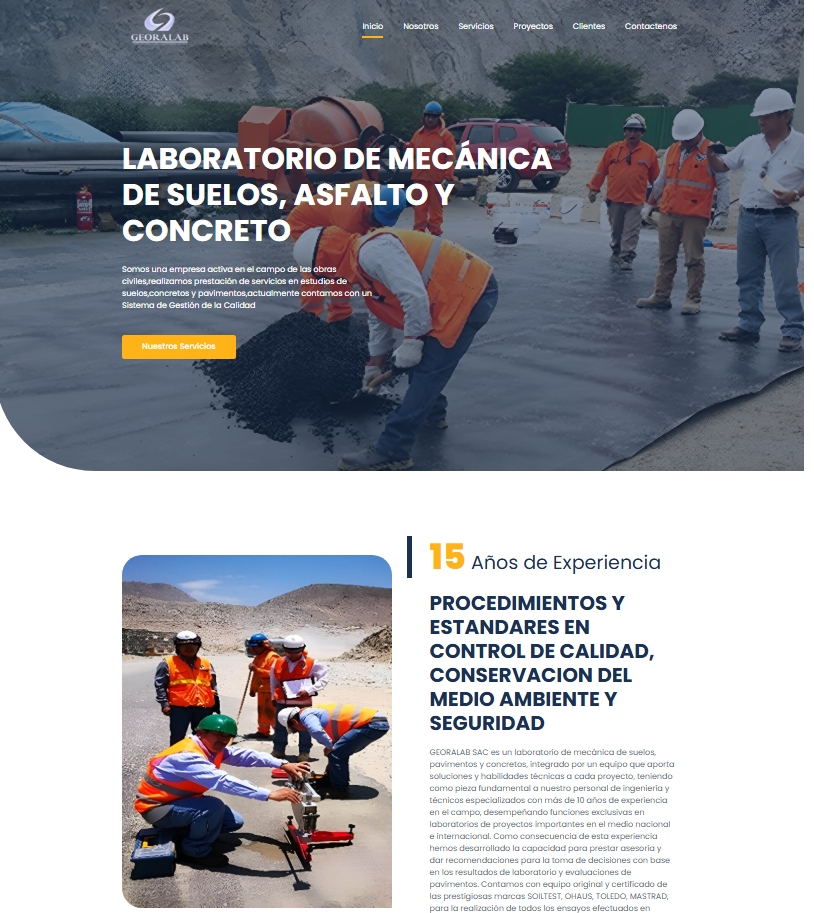 GEORALAB
Inicio Nosotros Servicios Proyectos Clientes Contactenos
LABORATORIO DE MECÁNICA
DE SUELOS, ASFALTO Y
CONCRETO
Somos una empresa activa en el campo de las obras
civiles,realizamos prestación de servicios en estudios de
suelos,concretos y pavimentos,actualmente contamos con un
Sistema de Gestión de la Calidad
Nuestros Servicios
15 Años de Experiencia
PROCEDIMIENTOS Y
ESTANDARES EN
CONTROL DE CALIDAD,
CONSERVACION DEL
MEDIO AMBIENTE Y
SEGURIDAD
GEORALAB SAC es un laboratorio de mecánica de suelos,
pavimentos y concretos, integrado por un equipo que aporta
soluciones y habilidades técnicas a cada proyecto, teniendo
como pieza fundamental a nuestro personal de ingeniería y
técnicos especializados con más de 10 años de experiencia
en el campo, desempeñando funciones exclusivas en
laboratorios de proyectos importantes en el medio nacional
e internacional. Como consecuencia de esta experiencia
hemos desarrollado la capacidad para prestar asesoría y
dar recomendaciones para la toma de decisiones con base
en los resultados de laboratorio y evaluaciones de
pavimentos. Contamos con equipo original y certificado de
las prestigiosas marcas SOILTEST, OHAUS, TOLEDO, MASTRAD,
para la realización de todos los ensayos efectuados en